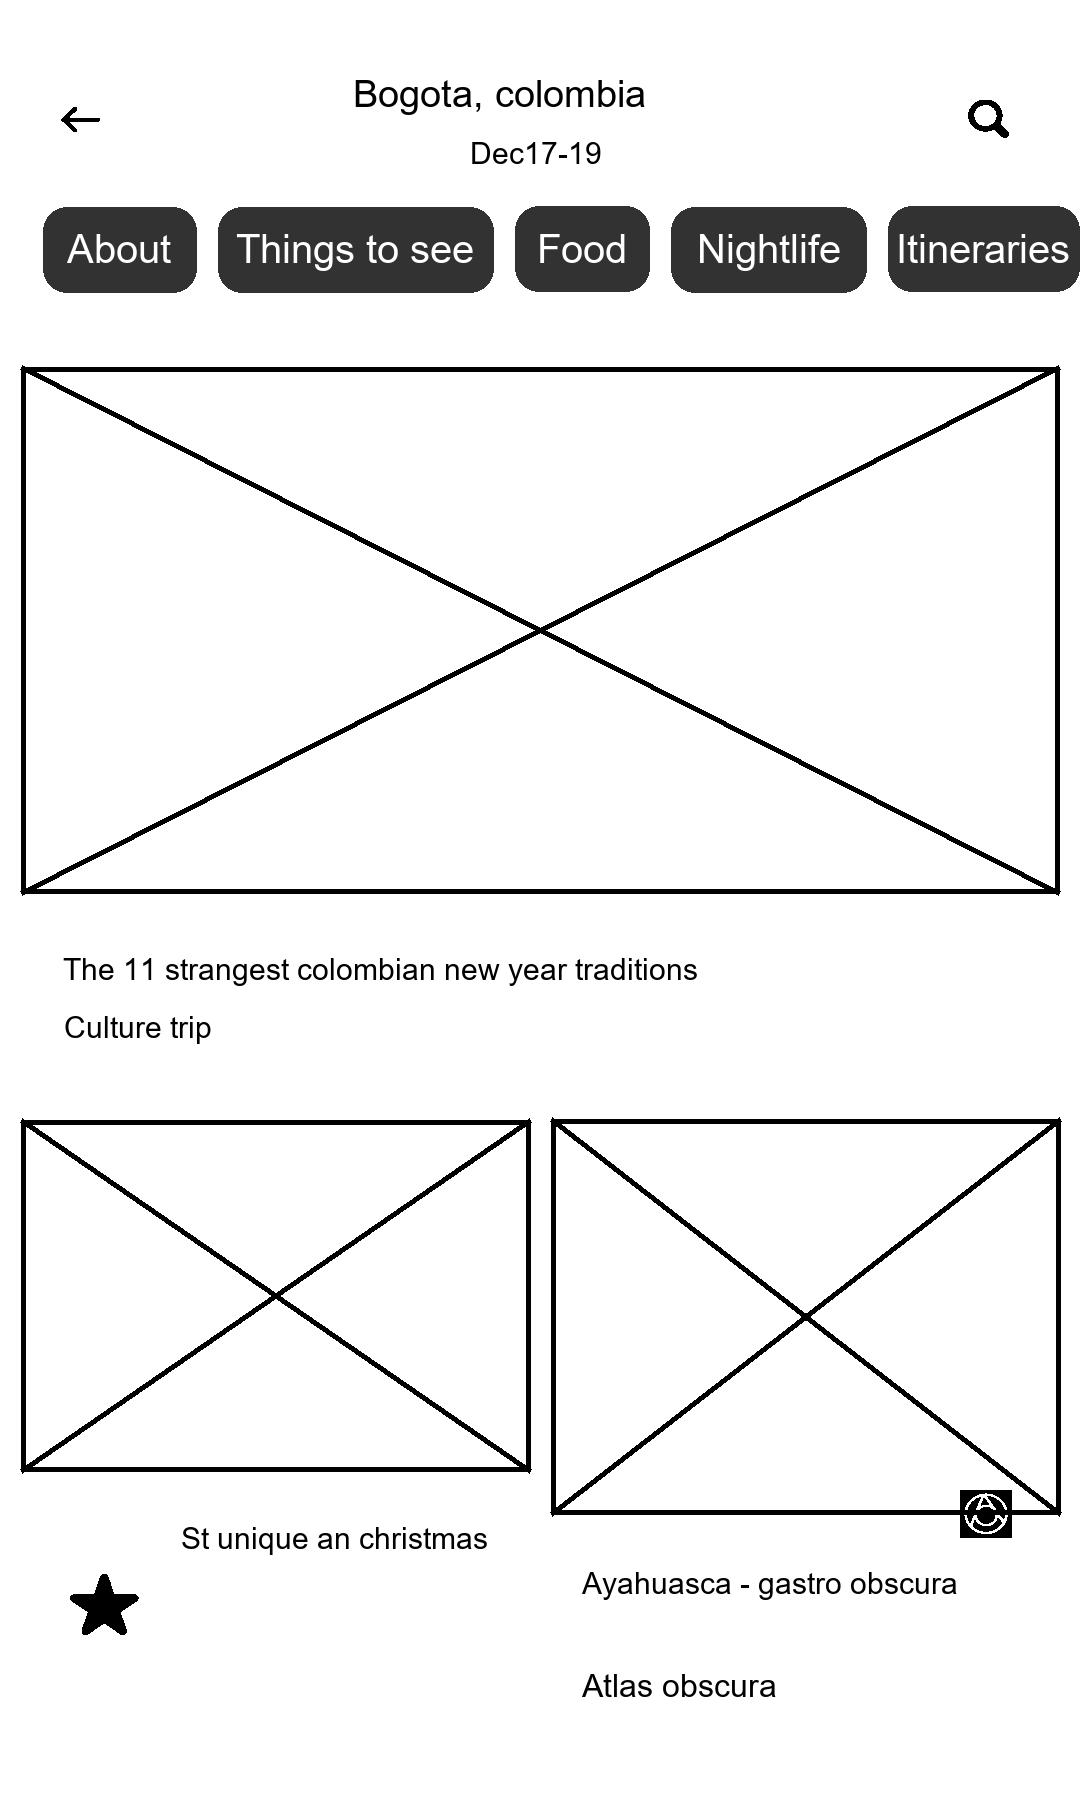 Bogota, colombia
Dec17-19
About
Things to see
Food
Nightlife
Itineraries
The 11 strangest colombian new year traditions
Culture trip
St unique an christmas
Ayahuasca - gastro obscura
Atlas obscura